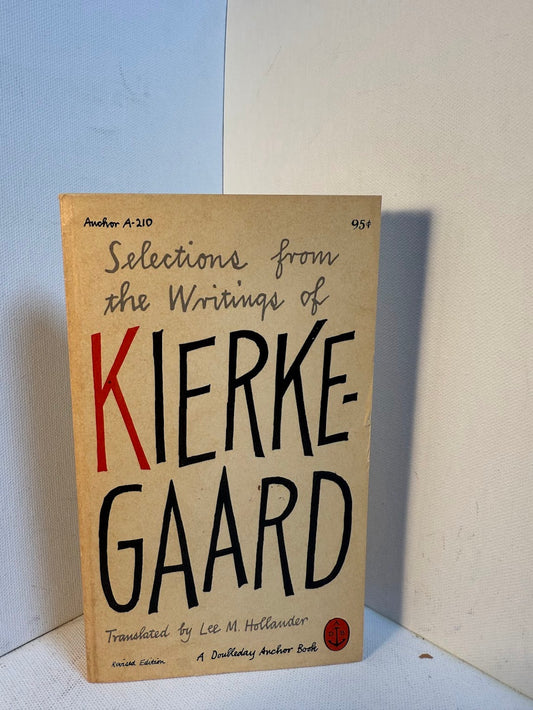 Anchor A-210
95¢
Selections from
the Writings of
KIERKE-
GAARD
Translated by Lee M. Hollander
Revised Edition
A Doubleday Anchor Book